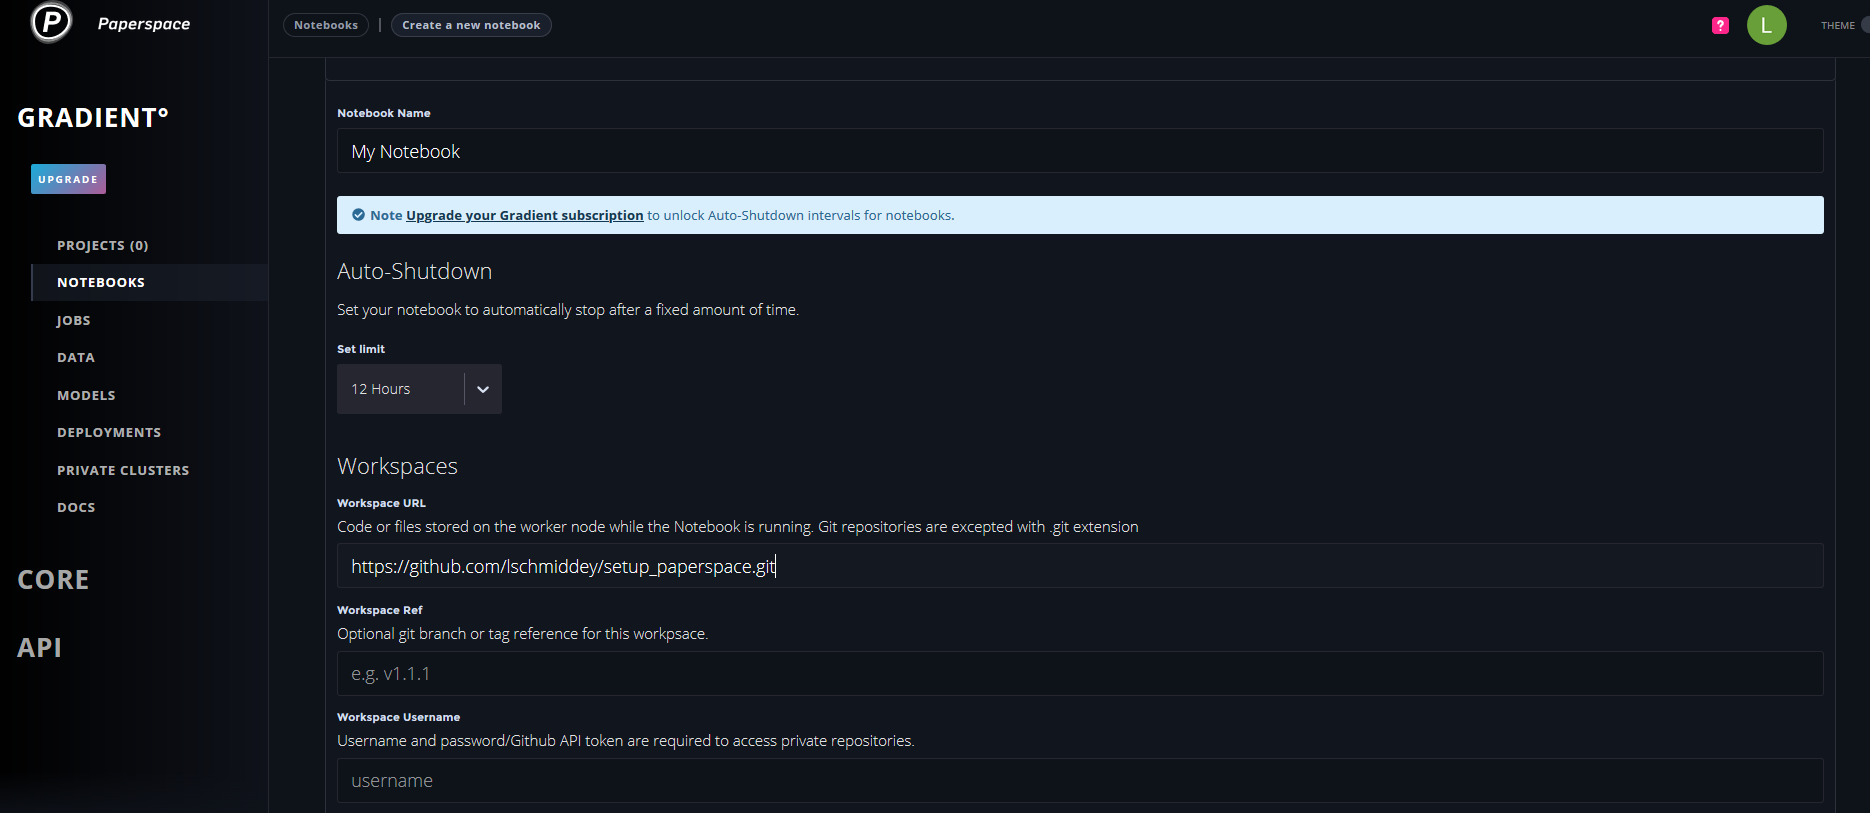 P Paperspace
Notebooks | Create a new notebook
? L THEME
GRADIENT°
UPGRADE
PROJECTS (0)
NOTEBOOKS
JOBS
DATA
MODELS
DEPLOYMENTS
PRIVATE CLUSTERS
DOCS
CORE
API
Notebook Name
My Notebook
Note Upgrade your Gradient subscription to unlock Auto-Shutdown intervals for notebooks.
Auto-Shutdown
Set your notebook to automatically stop after a fixed amount of time.
Set limit
12 Hours
Workspaces
Workspace URL
Code or files stored on the worker node while the Notebook is running. Git repositories are excepted with .git extension
https://github.com/lschmiddey/setup_paperspace.git
Workspace Ref
Optional git branch or tag reference for this workpsace.
e.g. v1.1.1
Workspace Username
Username and password/Github API token are required to access private repositories.
username